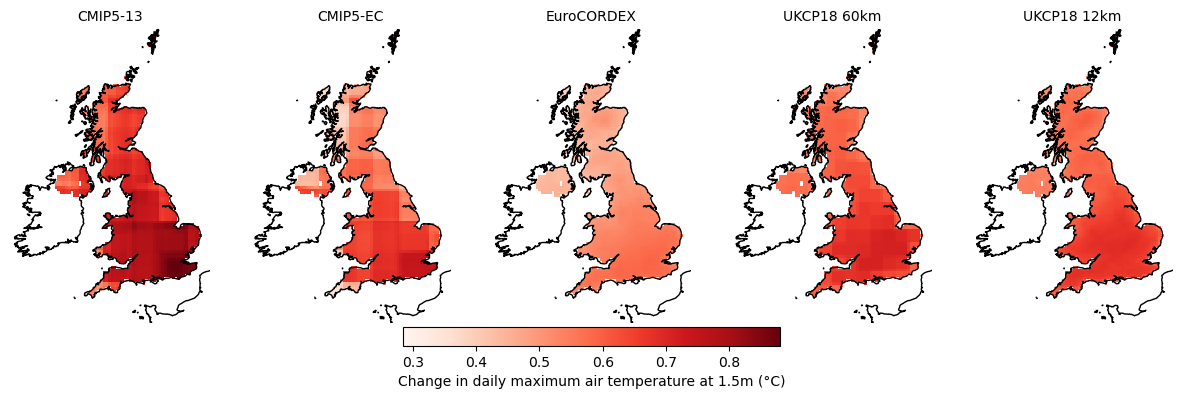 CMIP5-13
CMIP5-EC
EuroCORDEX
UKCP18 60km
UKCP18 12km
0.3 0.4 0.5 0.6 0.7 0.8
Change in daily maximum air temperature at 1.5m (°C)